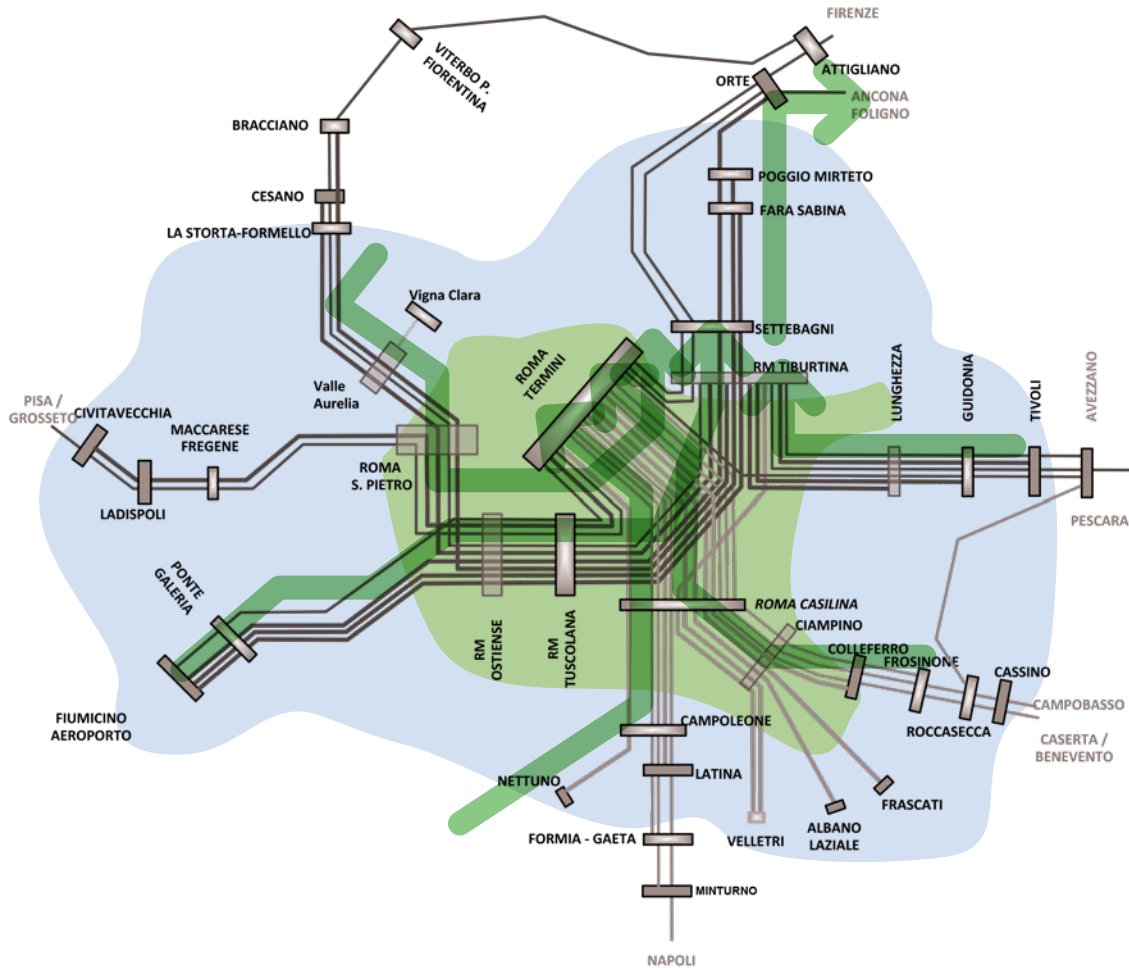 FIRENZE
VITERBO P.
FIORENTINA
ATTIGLIANO
ORTE
ANCONA
FOLIGNO
BRACCIANO
POGGIO MIRTETO
CESANO
FARA SABINA
LA STORTA-FORMELLO
Vigna Clara
SETTEBAGNI
ROMA
TERMINI
RM TIBURTINA
LUNGHEZZA
GUIDONIA
TIVOLI
AVEZZANO
Valle
Aurelia
PISA /
GROSSETO
CIVITAVECCHIA
MACCARESE
FREGENE
ROMA
S. PIETRO
LADISPOLI
PESCARA
PONTE
GALERIA
RM
OSTIENSE
RM
TUSCOLANA
ROMA CASILINA
CIAMPINO
COLLEFERRO
FROSINONE
CASSINO
CAMPOBASSO
FIUMICINO
AEROPORTO
CAMPOLEONE
ROCCASECCA
CASERTA /
BENEVENTO
NETTUNO
LATINA
FRASCATI
FORMIA - GAETA
VELLETRI
ALBANO
LAZIALE
MINTURNO
NAPOLI